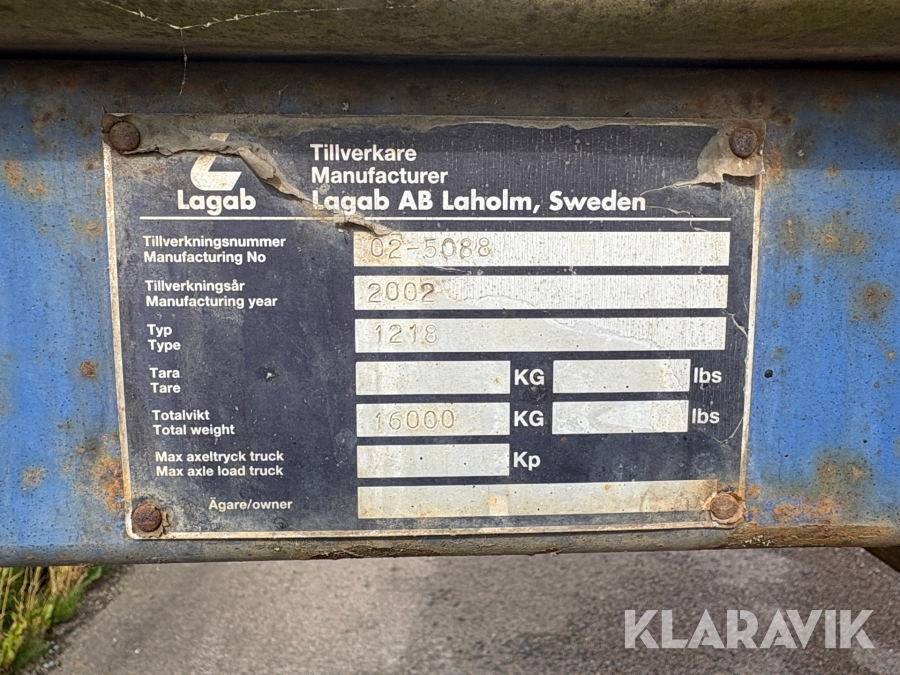 Lagab
Tillverkare
Manufacturer
Lagab AB Laholm, Sweden
Tillverkningsnummer
Manufacturing No
02-5088
Tillverkningsår
Manufacturing year
2002
Typ
Type
1218
Tara
Tare
KG
lbs
Totalvikt
Total weight
16000 KG
lbs
Max axeltryck truck
Max axle load truck
Kp
Ägare/owner
KLARAVIK